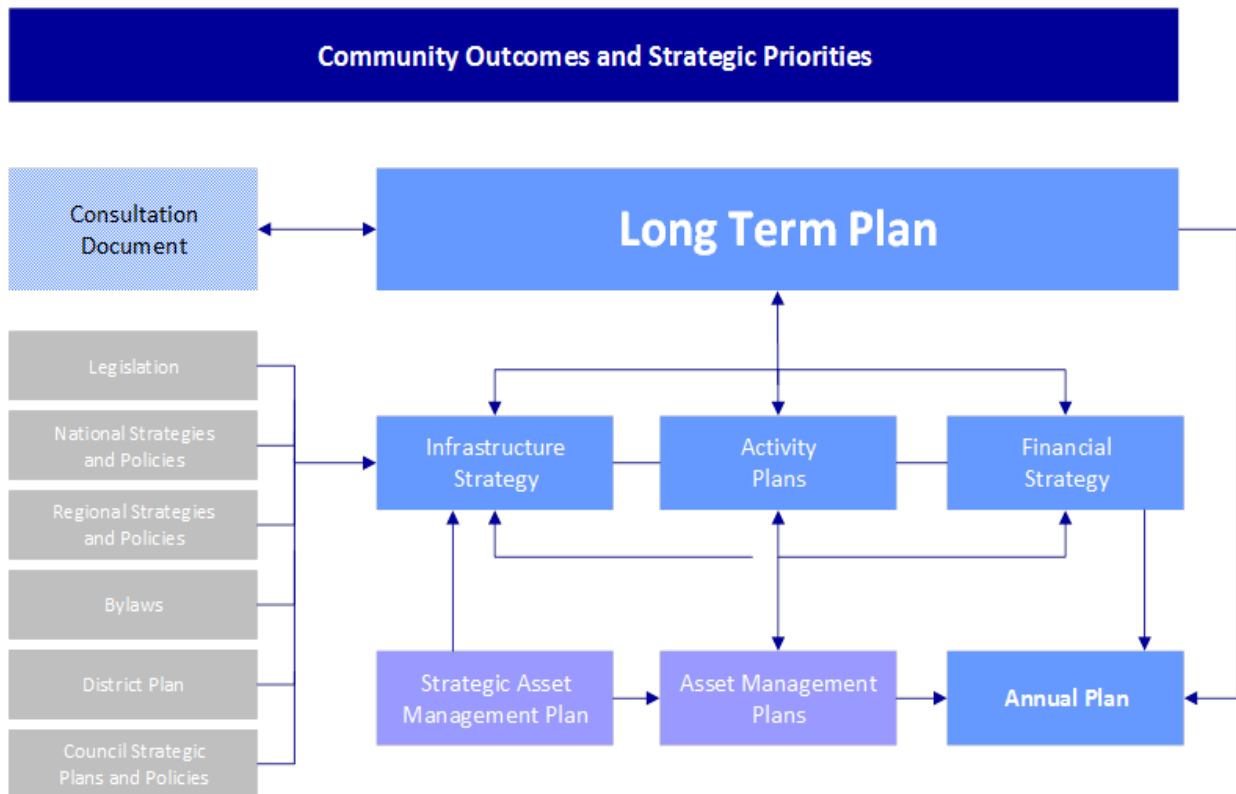 Community Outcomes and Strategic Priorities
Consultation
Document
Long Term Plan
Legislation
National Strategies
and Policies
Regional Strategies
and Policies
Bylaws
District Plan
Council Strategic
Plans and Policies
Infrastructure
Strategy
Activity
Plans
Financial
Strategy
Strategic Asset
Management Plan
Asset Management
Plans
Annual Plan